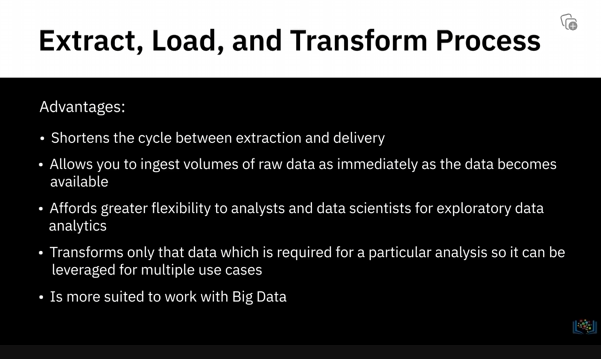 Extract, Load, and Transform Process
Advantages:
• Shortens the cycle between extraction and delivery
• Allows you to ingest volumes of raw data as immediately as the data becomes
available
• Affords greater flexibility to analysts and data scientists for exploratory data
analytics
• Transforms only that data which is required for a particular analysis so it can be
leveraged for multiple use cases
• Is more suited to work with Big Data